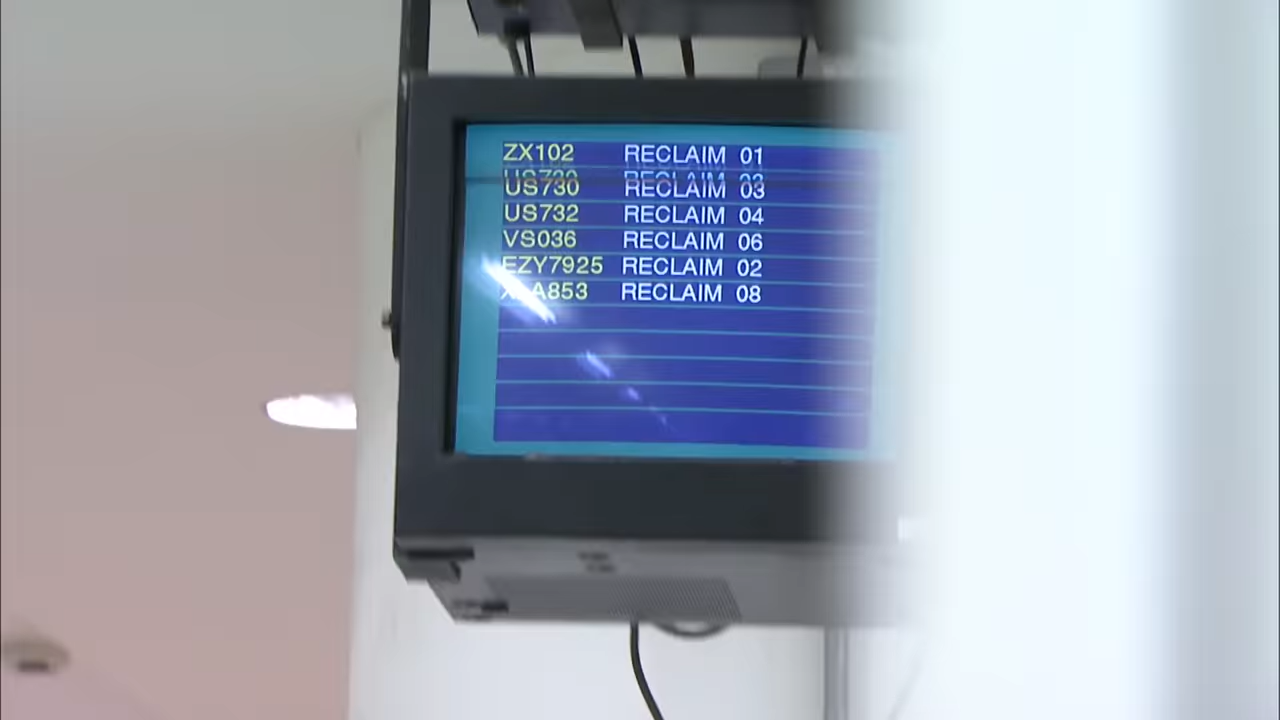 ZX102 RECLAIM 01
US730 RECLAIM 03
US732 RECLAIM 04
VS036 RECLAIM 06
EZY7925 RECLAIM 02
RECLAIM 08